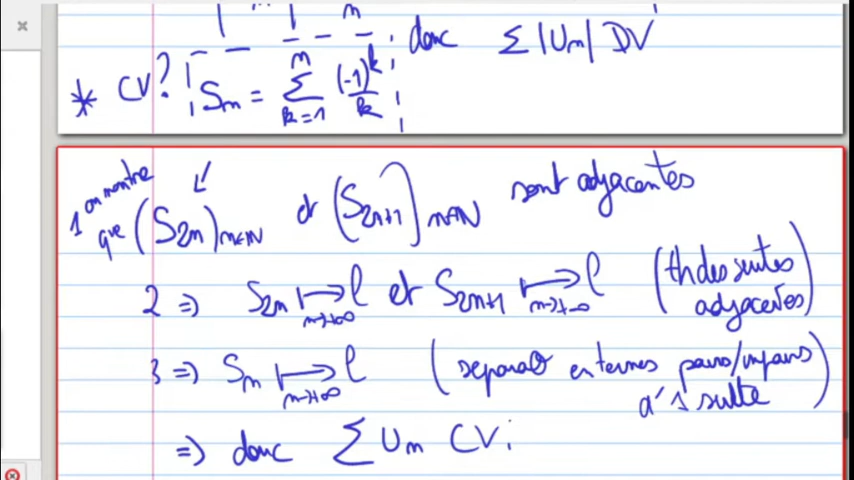 donc Σ |Un| DV
* CV? Sn = Σ_{k=1}^{n} (-1)^k/k
1 on montre que (S2n)n∈N et (S2n+1)n∈N sont adjacentes
2 => S2n ⟼ l n→+∞ et S2n+1 ⟼ l n→+∞ (th des suites adjacentes)
3 => Sn ⟼ l n→+∞ (separat° en termes pairs/impairs d'1 suite)
=> donc Σ Un CV